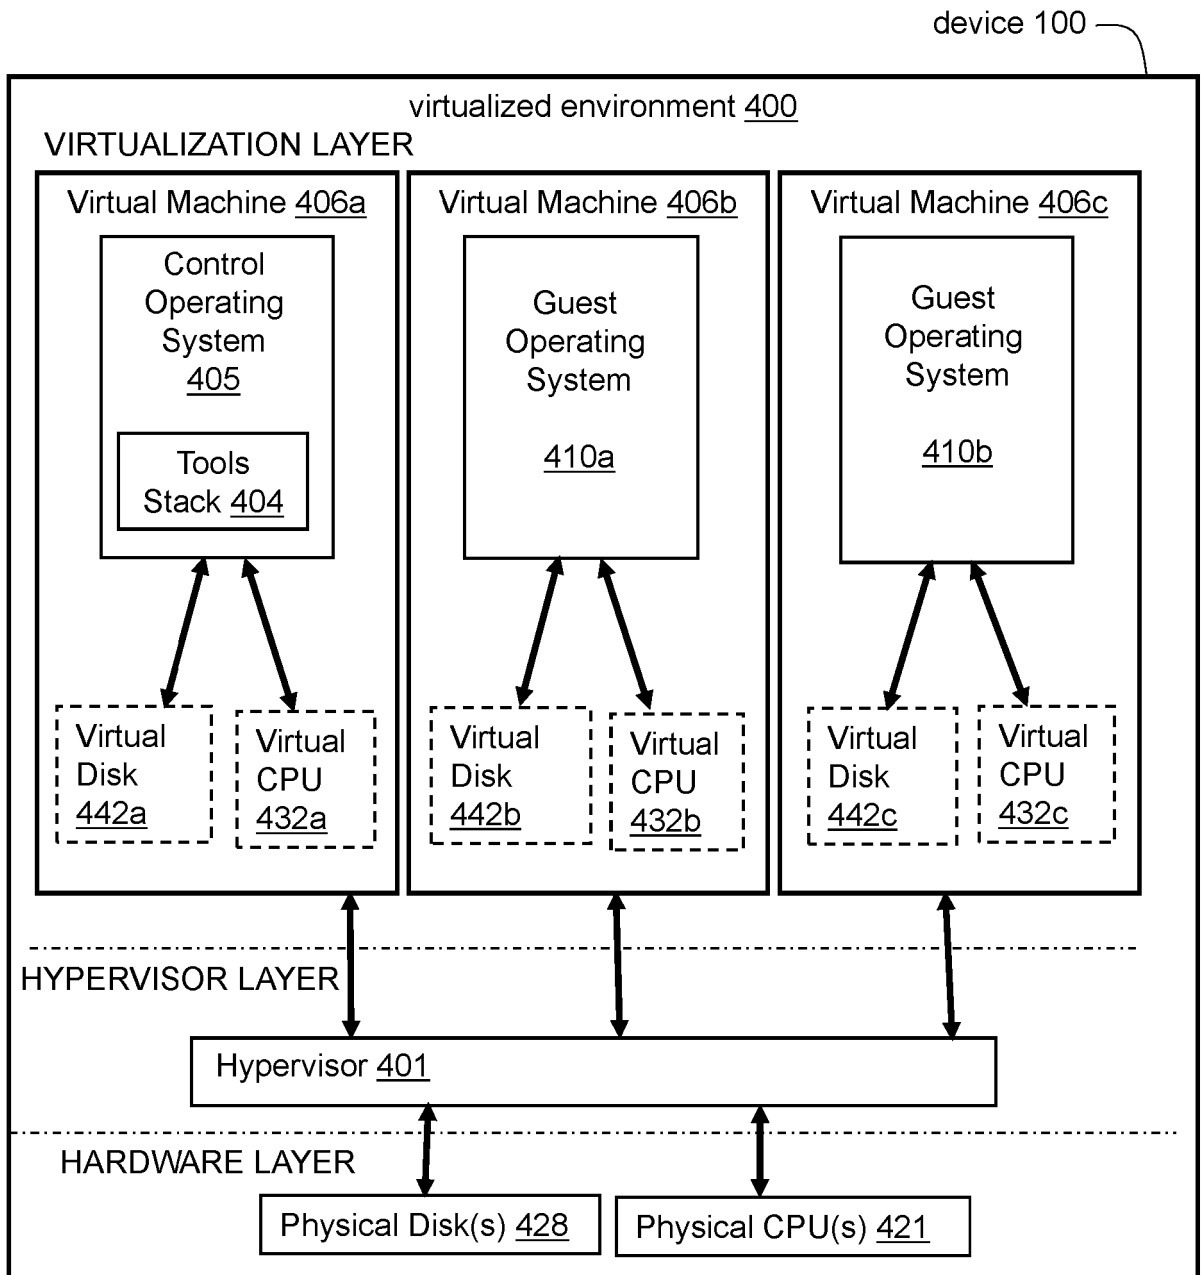 device 100
virtualized environment 400
VIRTUALIZATION LAYER
Virtual Machine 406a
Control
Operating
System
405
Tools
Stack 404
Virtual
Disk
442a
Virtual
CPU
432a
Virtual Machine 406b
Guest
Operating
System
410a
Virtual
Disk
442b
Virtual
CPU
432b
Virtual Machine 406c
Guest
Operating
System
410b
Virtual
Disk
442c
Virtual
CPU
432c
HYPERVISOR LAYER
Hypervisor 401
HARDWARE LAYER
Physical Disk(s) 428
Physical CPU(s) 421